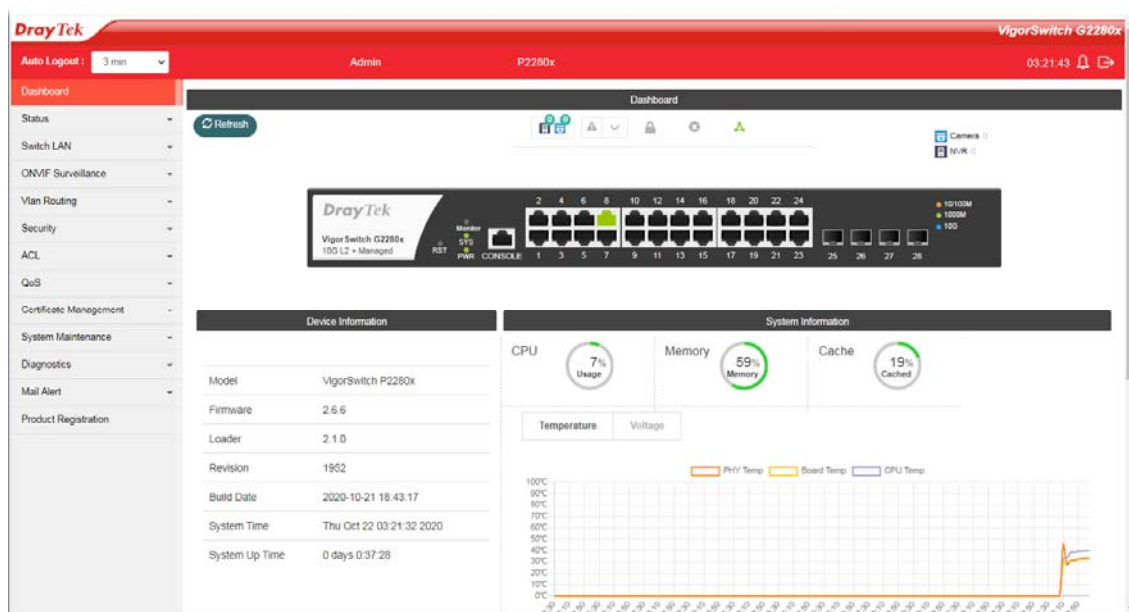 DrayTek
VigorSwitch G2280x
Auto Logout : 3 min
Admin
P2280x
03:21:43
Dashboard
Status
Switch LAN
ONVIF Surveillance
Vlan Routing
Security
ACL
QoS
Certificate Management
System Maintenance
Diagnostics
Mail Alert
Product Registration
Dashboard
Refresh
0 0
Camera 0
NVR 0
DrayTek
VigorSwitch G2280x
10G L2 + Managed
RST
Monitor
SYS
PWR
CONSOLE
2 4 6 8 10 12 14 16 18 20 22 24
1 3 5 7 9 11 13 15 17 19 21 23 25 26 27 28
10/100M
1000M
10G
Device Information
Model VigorSwitch P2280x
Firmware 2.6.6
Loader 2.1.0
Revision 1952
Build Date 2020-10-21 18:43:17
System Time Thu Oct 22 03:21:32 2020
System Up Time 0 days 0:37:28
System Information
CPU
7%
Usage
Memory
59%
Memory
Cache
19%
Cached
Temperature
Voltage
PHY Temp Board Temp CPU Temp
100°C
90°C
80°C
70°C
60°C
50°C
40°C
30°C
20°C
10°C
0°C